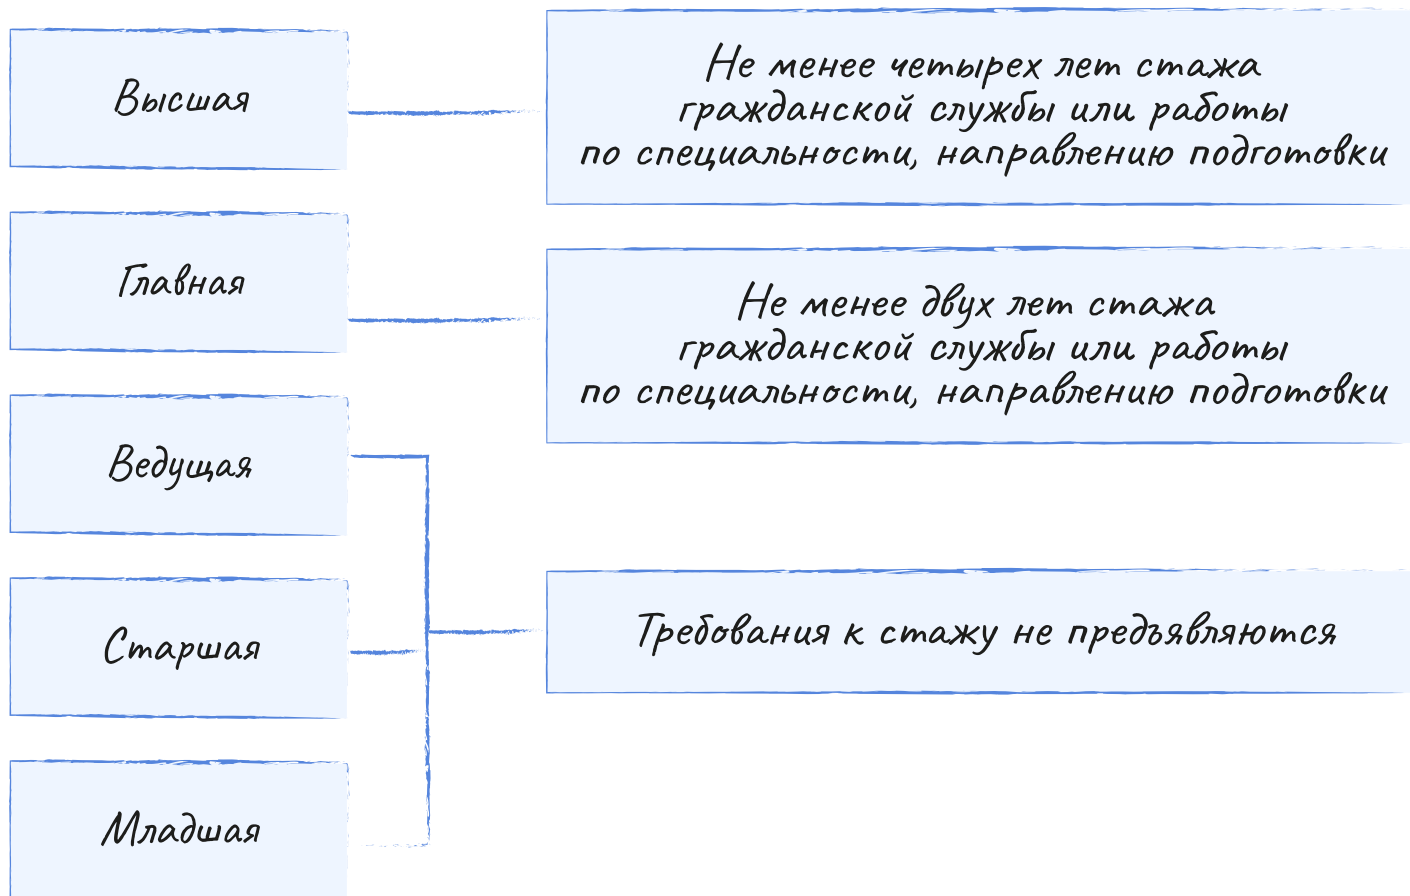 Высшая
Не менее четырех лет стажа
гражданской службы или работы
по специальности, направлению подготовки
Главная
Не менее двух лет стажа
гражданской службы или работы
по специальности, направлению подготовки
Ведущая
Старшая
Требования к стажу не предъявляются
Младшая